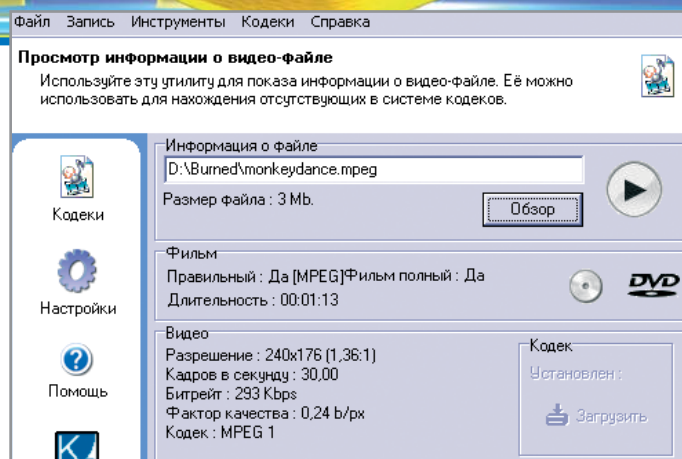 Файл Запись Инструменты Кодеки Справка
Просмотр информации о видео-файле
Используйте эту утилиту для показа информации о видео-файле. Её можно
использовать для нахождения отсутствующих в системе кодеков.
Информация о файле
D:\Burned\monkeydance.mpeg
Кодеки
Размер файла : 3 Mb.
Обзор
Фильм
Правильный : Да [MPEG]Фильм полный : Да
Длительность : 00:01:13
DVD
Настройки
Видео
Разрешение : 240x176 (1,36:1)
Кадров в секунду : 30,00
Битрейт : 293 Kbps
Фактор качества : 0,24 b/px
Кодек : MPEG 1
Кодек
Установлен :
Загрузить
Помощь
K